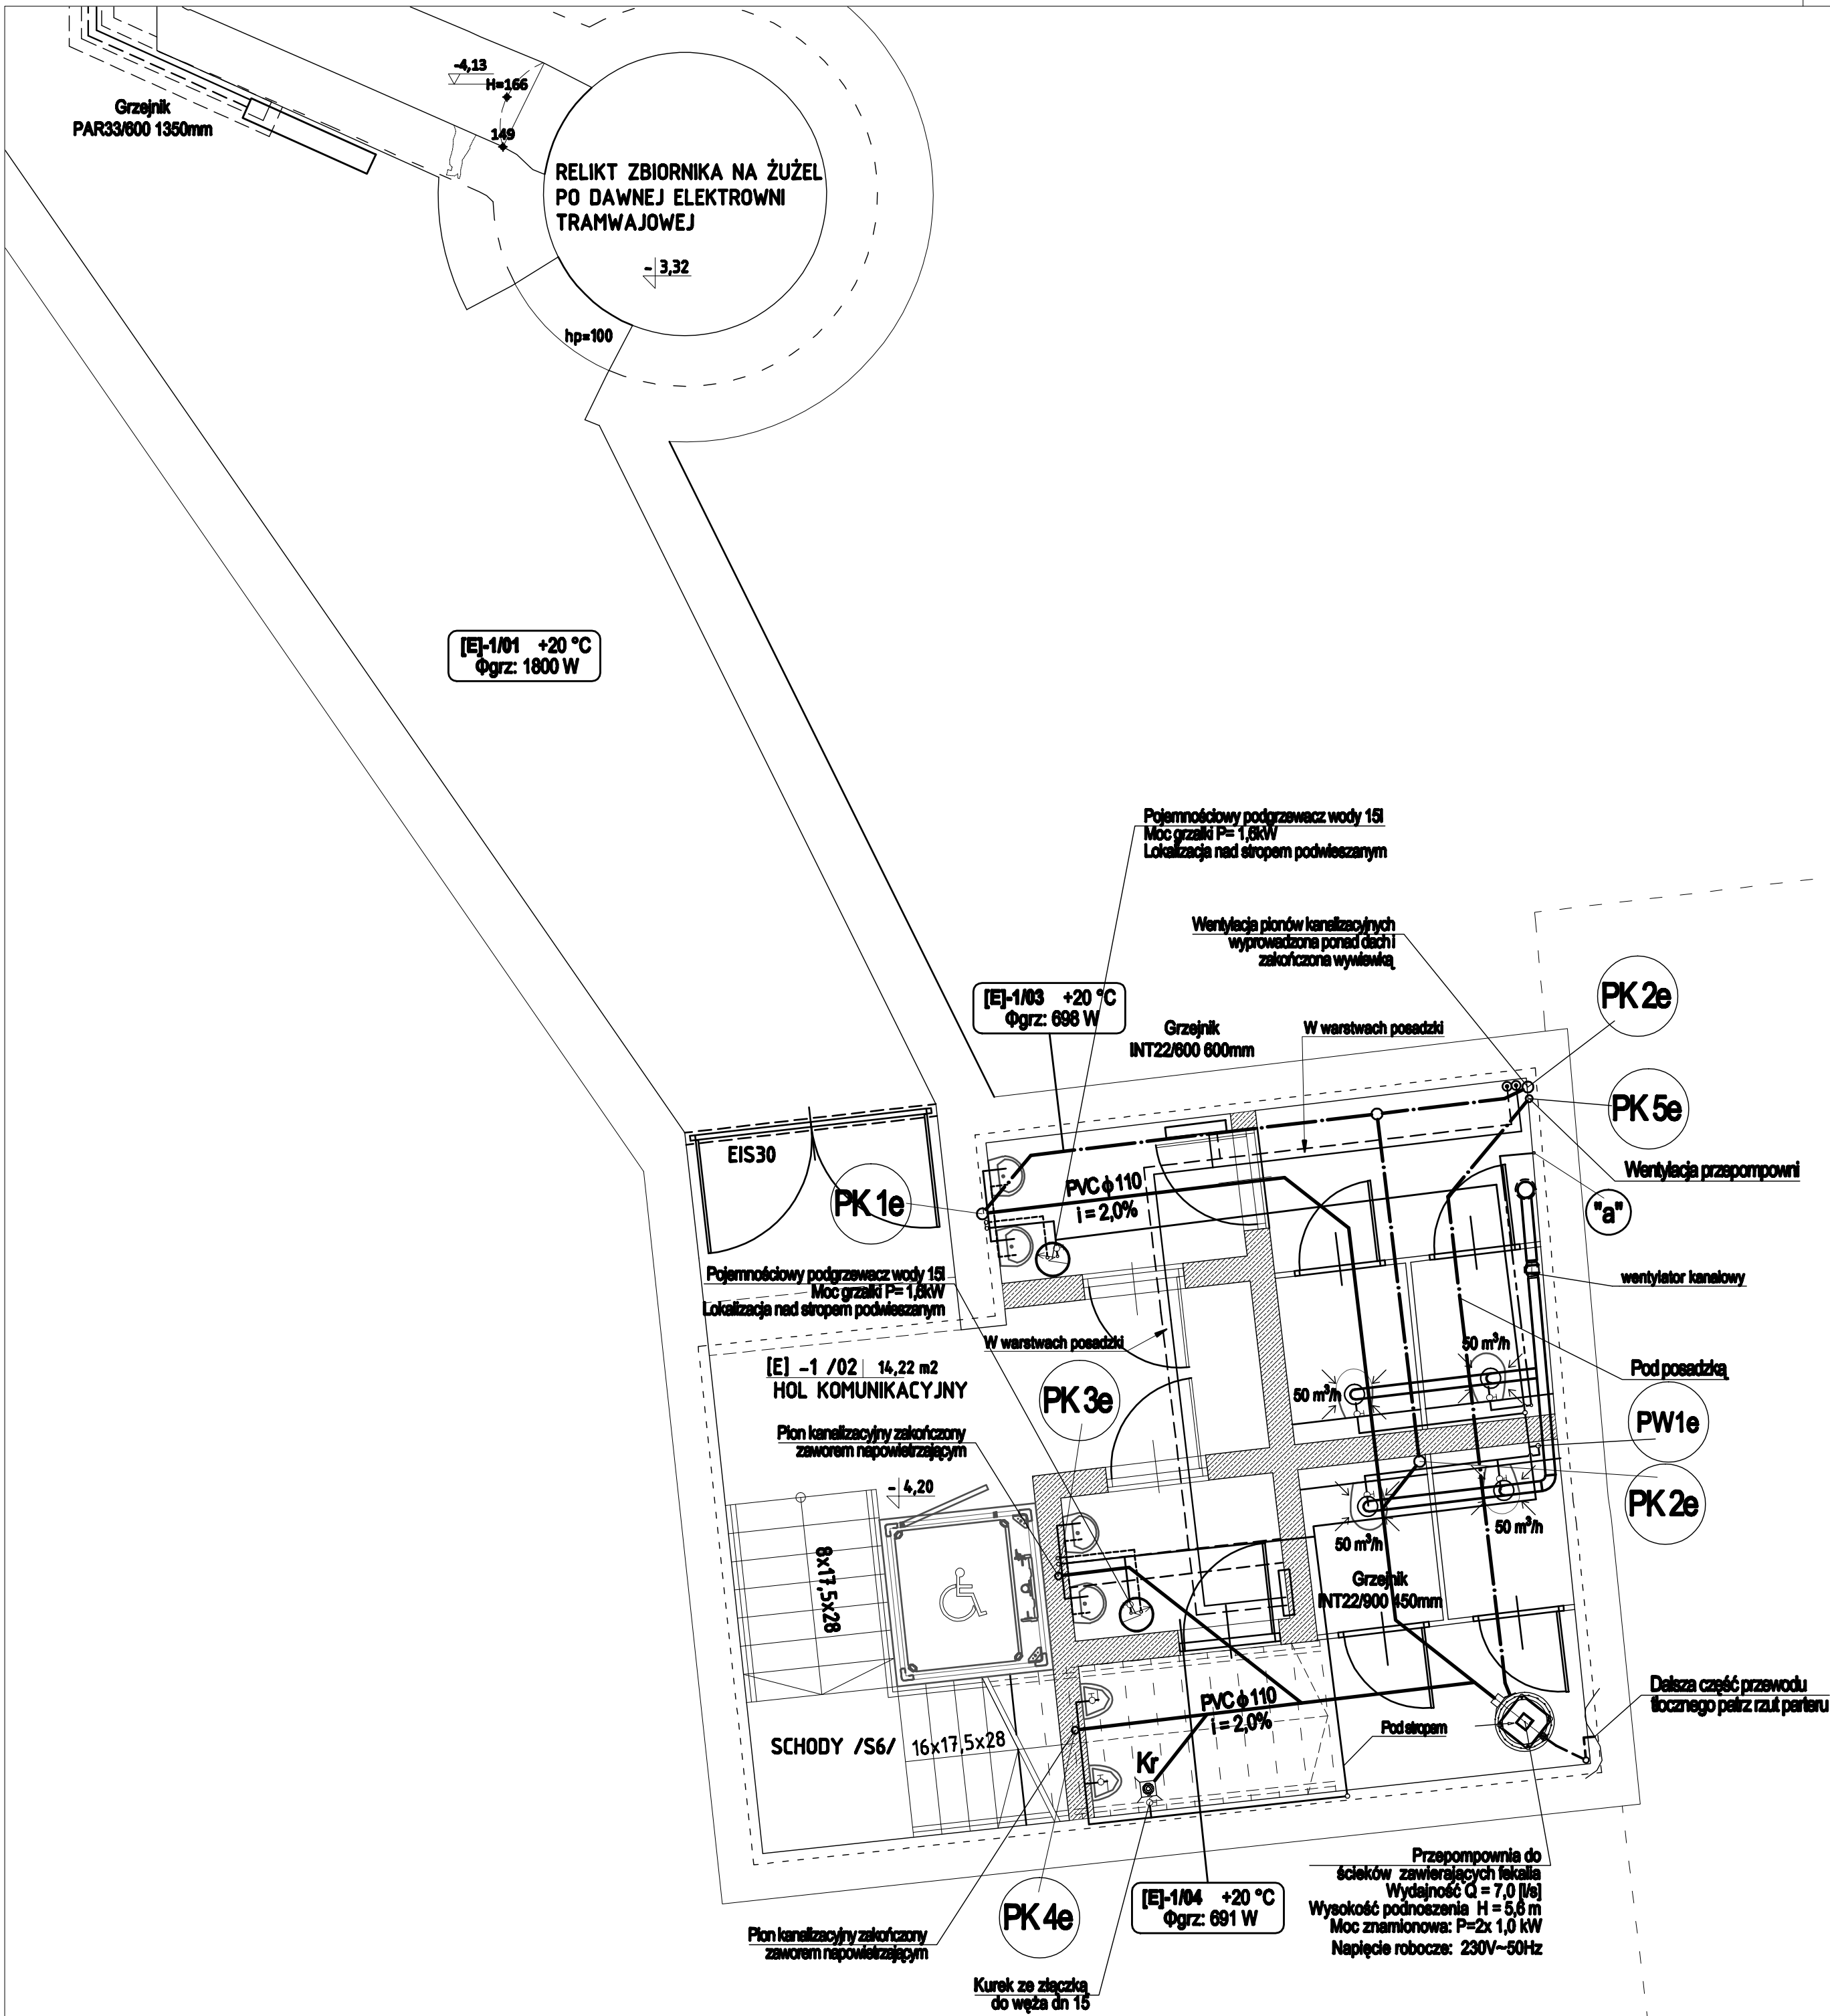 -4,13
H=166
Grzejnik
PAR33/600 1350mm
149
RELIKT ZBIORNIKA NA ŻUŻEL
PO DAWNEJ ELEKTROWNI
TRAMWAJOWEJ
- 3,32
hp=100
[E]-1/01 +20 °C
Φgrz: 1800 W
Pojemnościowy podgrzewacz wody 15l
Moc grzałki P= 1,6kW
Lokalizacja nad stropem podwieszanym
Wentylacja pionów kanalizacyjnych
wyprowadzona ponad dach i
zakończona wywiewką
PK 2e
[E]-1/03 +20 °C
Φgrz: 698 W
Grzejnik
INT22/600 600mm
W warstwach posadzki
PK 5e
EIS30
Wentylacja przepompowni
PK 1e
PVC ϕ 110
i = 2,0%
"a"
Pojemnościowy podgrzewacz wody 15l
Moc grzałki P= 1,6kW
Lokalizacja nad stropem podwieszanym
wentylator kanałowy
W warstwach posadzki
50 m³/h
[E] -1 /02 14,22 m2
HOL KOMUNIKACYJNY
Pod posadzką
50 m³/h
PK 3e
PW1e
Pion kanalizacyjny zakończony
zaworem napowietrzającym
- 4,20
PK 2e
50 m³/h
50 m³/h
8x17,5x28
Grzejnik
INT22/900 450mm
Dalsza część przewodu
tłocznego patrz rzut parteru
PVC ϕ 110
i = 2,0%
Pod stropem
SCHODY /S6/ 16x17,5x28
Kr
Przepompownia do
ścieków zawierających fekalia
Wydajność Q = 7,0 [l/s]
Wysokość podnoszenia H = 5,6 m
Moc znamionowa: P=2x 1,0 kW
Napięcie robocze: 230V~50Hz
[E]-1/04 +20 °C
Φgrz: 691 W
PK 4e
Pion kanalizacyjny zakończony
zaworem napowietrzającym
Kurek ze złączką
do węża dn 15